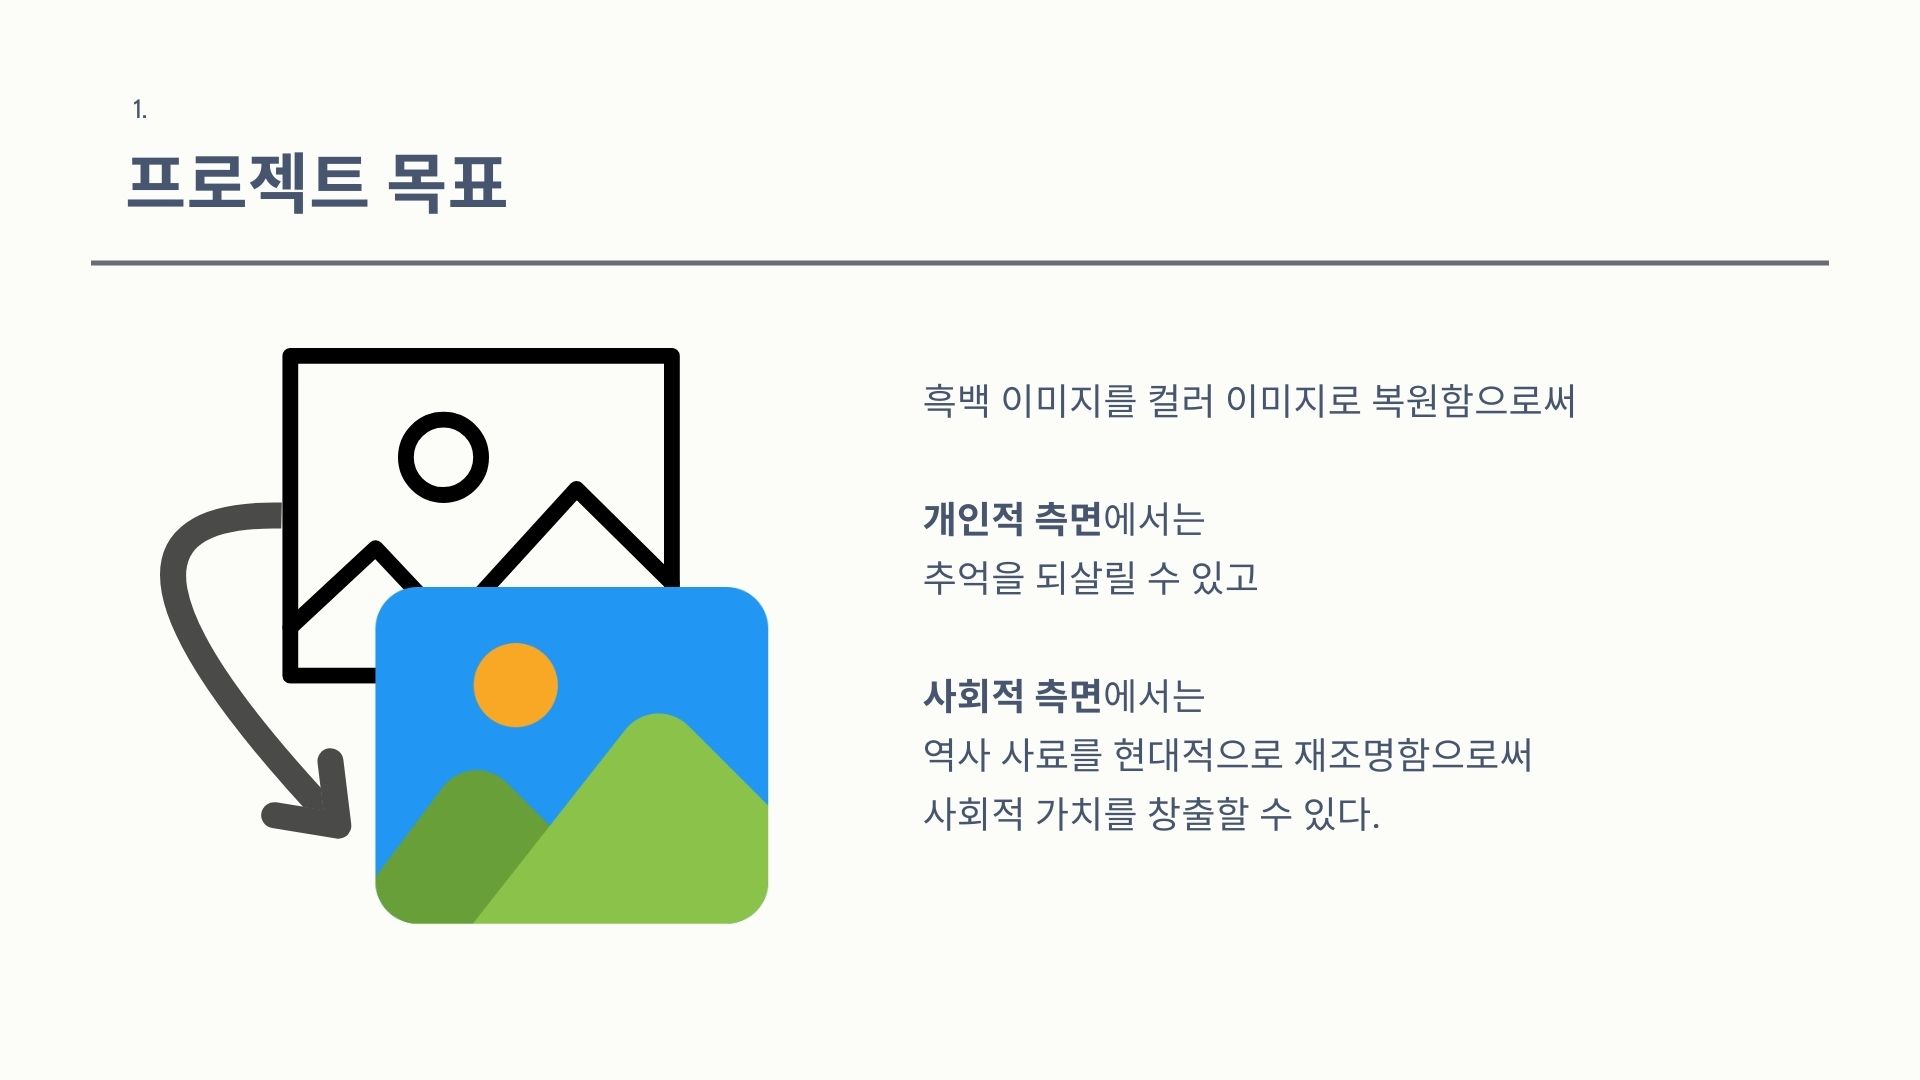 1.
프로젝트 목표
흑백 이미지를 컬러 이미지로 복원함으로써
개인적 측면에서는
추억을 되살릴 수 있고
사회적 측면에서는
역사 사료를 현대적으로 재조명함으로써
사회적 가치를 창출할 수 있다.